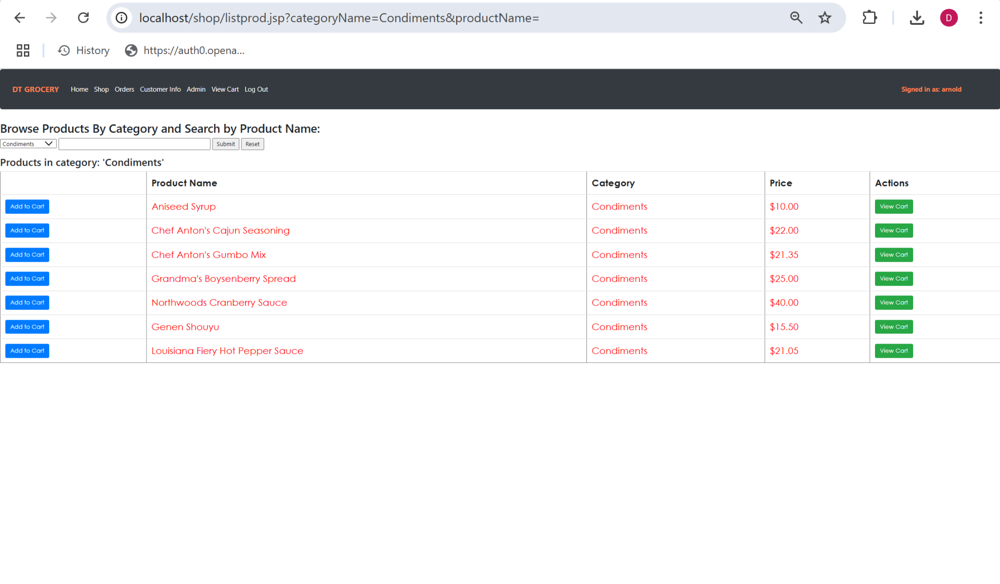 localhost/shop/listprod.jsp?categoryName=Condiments&productName=
D
History
https://auth0.opena...
DT GROCERY Home Shop Orders Customer Info Admin View Cart Log Out Signed in as: arnold
Browse Products By Category and Search by Product Name:
Condiments Submit Reset
Products in category: 'Condiments'
Product Name Category Price Actions
Add to Cart Aniseed Syrup Condiments $10.00 View Cart
Add to Cart Chef Anton's Cajun Seasoning Condiments $22.00 View Cart
Add to Cart Chef Anton's Gumbo Mix Condiments $21.35 View Cart
Add to Cart Grandma's Boysenberry Spread Condiments $25.00 View Cart
Add to Cart Northwoods Cranberry Sauce Condiments $40.00 View Cart
Add to Cart Genen Shouyu Condiments $15.50 View Cart
Add to Cart Louisiana Fiery Hot Pepper Sauce Condiments $21.05 View Cart